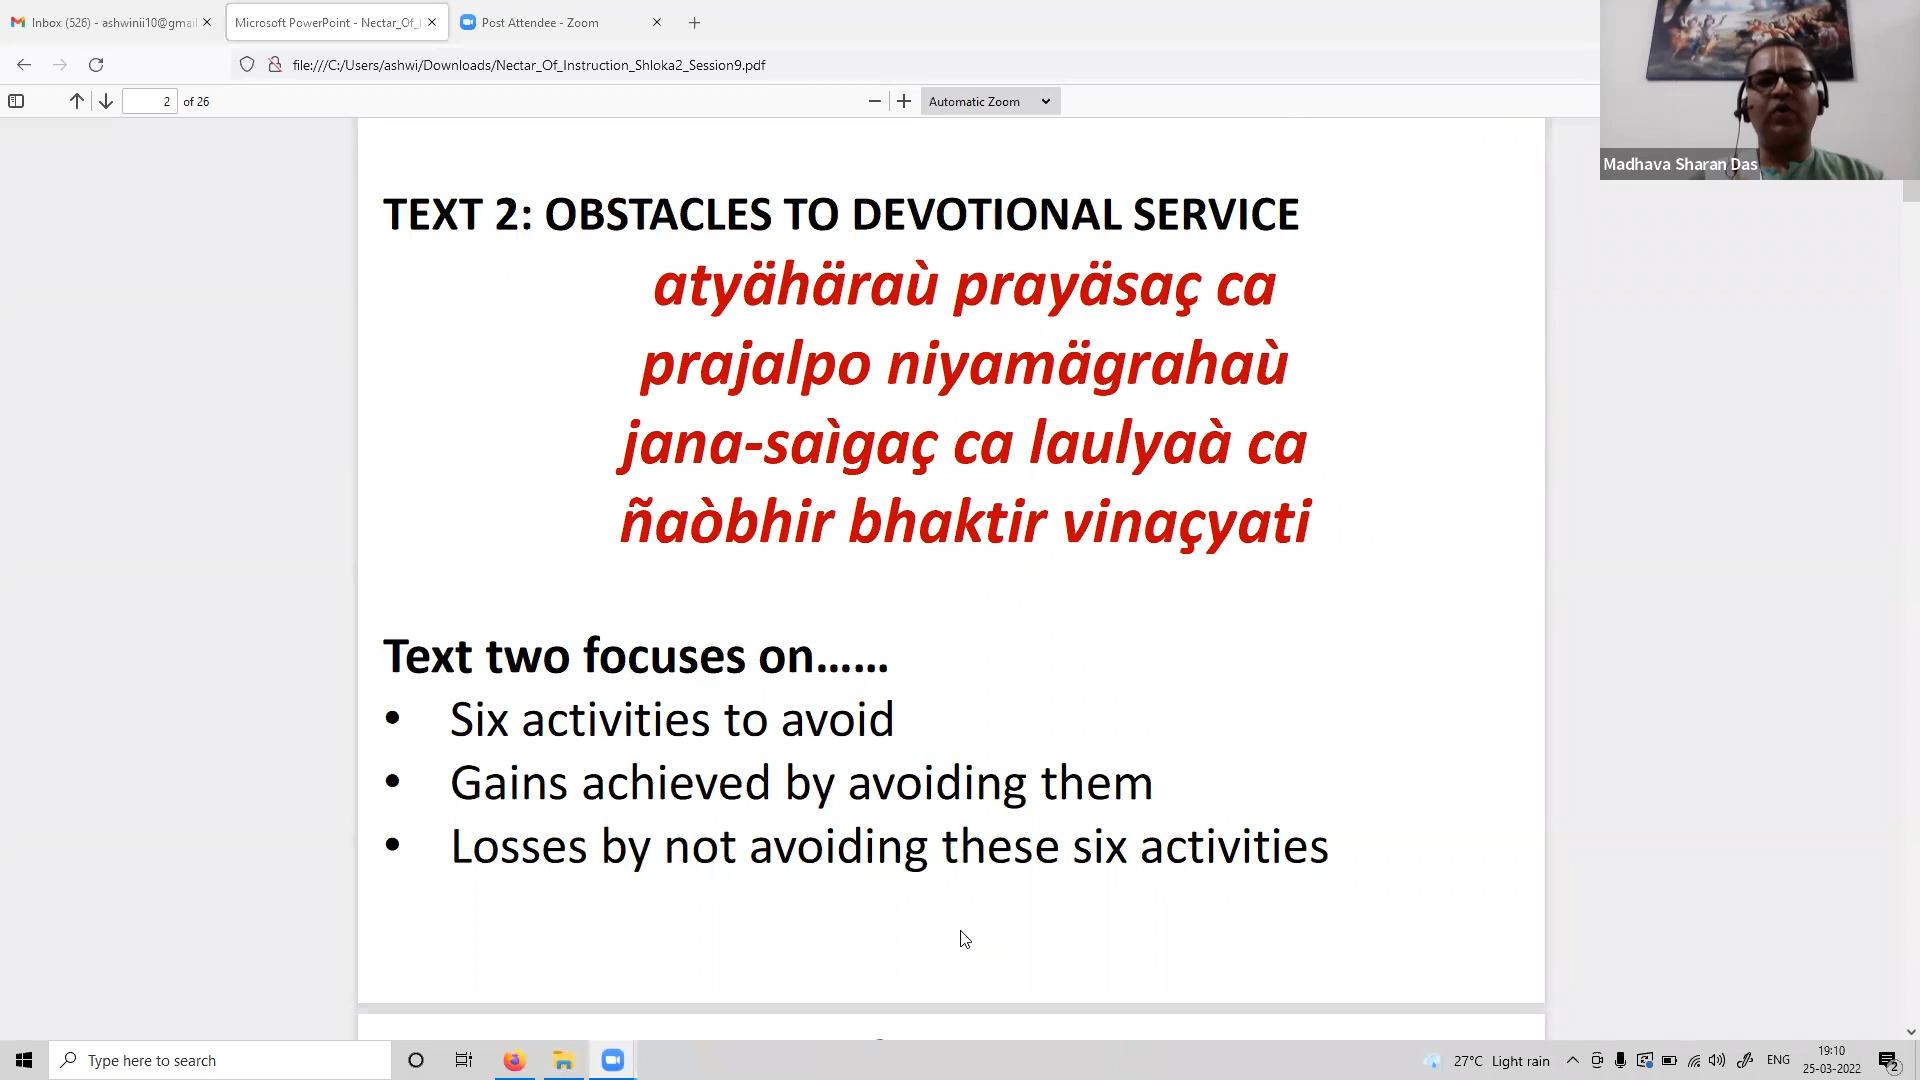 Inbox (526) - ashwinii10@gmai
Microsoft PowerPoint - Nectar_Of_I
Post Attendee - Zoom
file:///C:/Users/ashwi/Downloads/Nectar_Of_Instruction_Shloka2_Session9.pdf
2 of 26
Automatic Zoom
Madhava Sharan Das
TEXT 2: OBSTACLES TO DEVOTIONAL SERVICE
atyähäraù prayäsaç ca
prajalpo niyamägrahaù
jana-saìgaç ca laulyaà ca
ñaòbhir bhaktir vinaçyati
Text two focuses on......
• Six activities to avoid
• Gains achieved by avoiding them
• Losses by not avoiding these six activities
Type here to search
27°C Light rain
ENG
19:10
25-03-2022
2